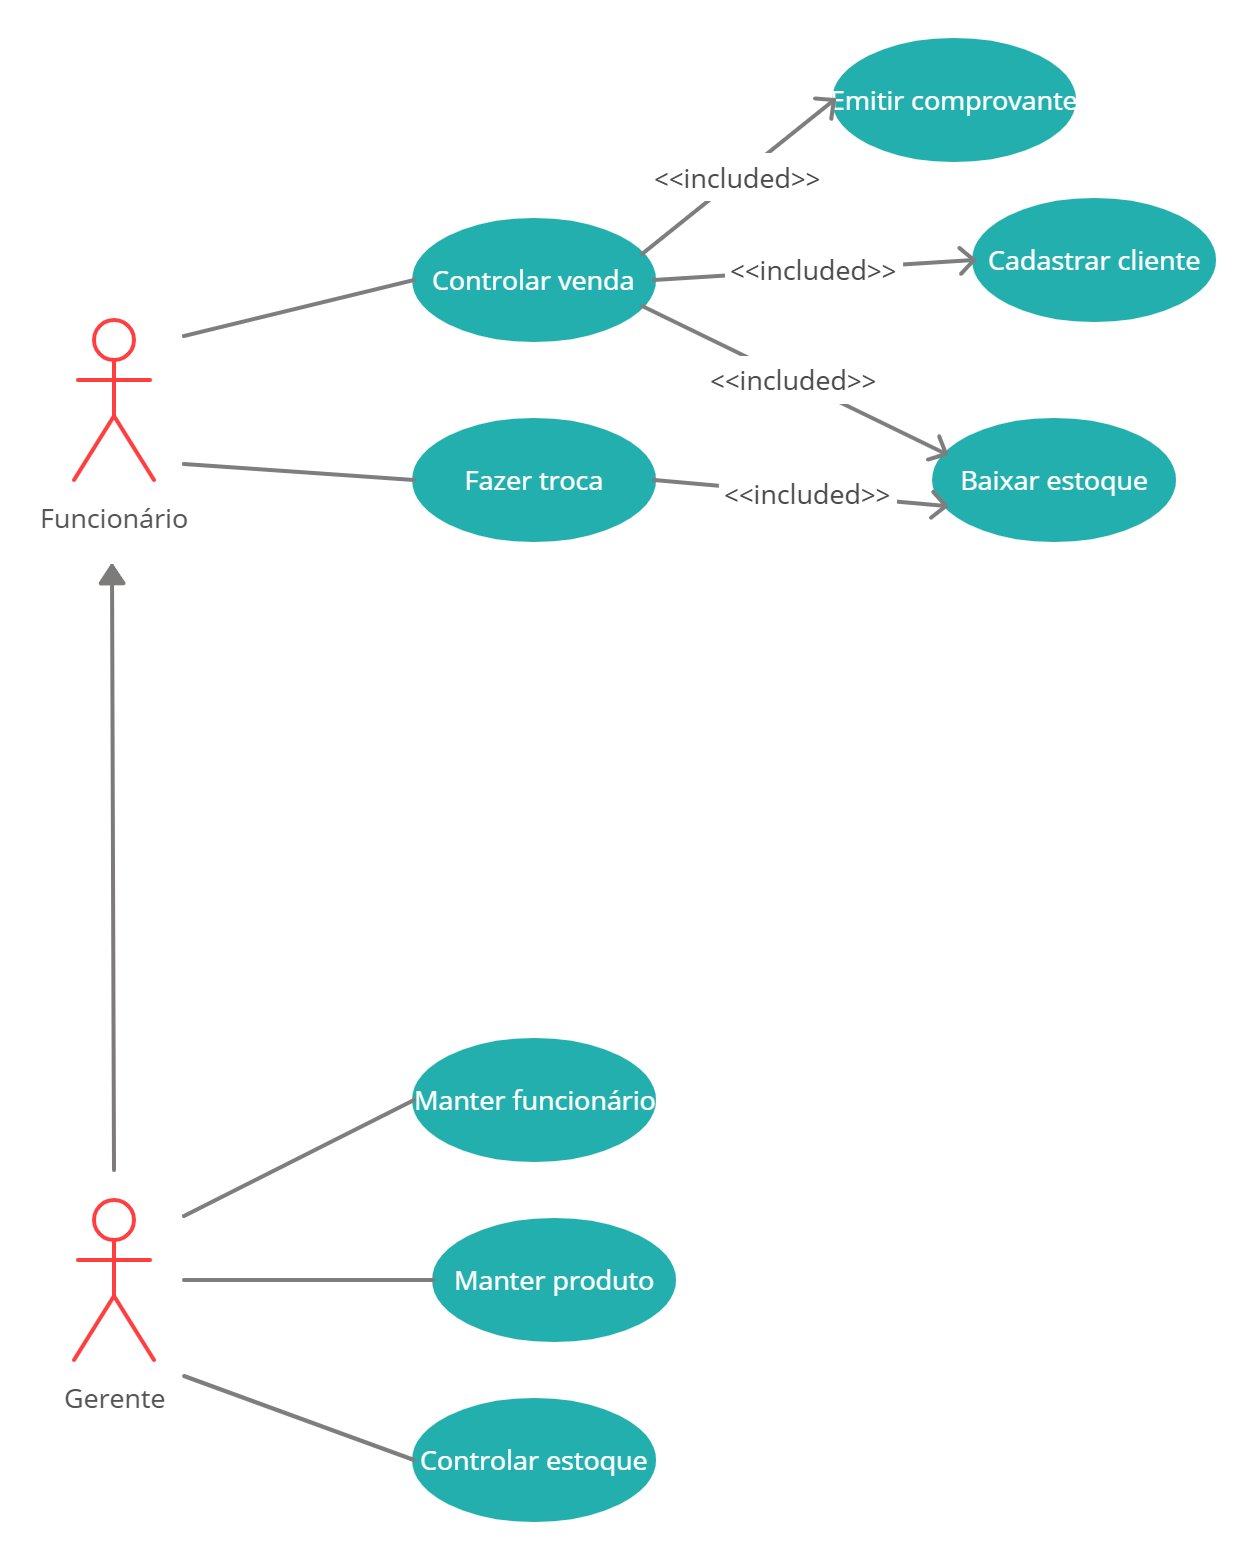 Emitir comprovante
<<included>>
Cadastrar cliente
<<included>>
Controlar venda
<<included>>
Fazer troca
<<included>>
Baixar estoque
Funcionário
Manter funcionário
Manter produto
Gerente
Controlar estoque